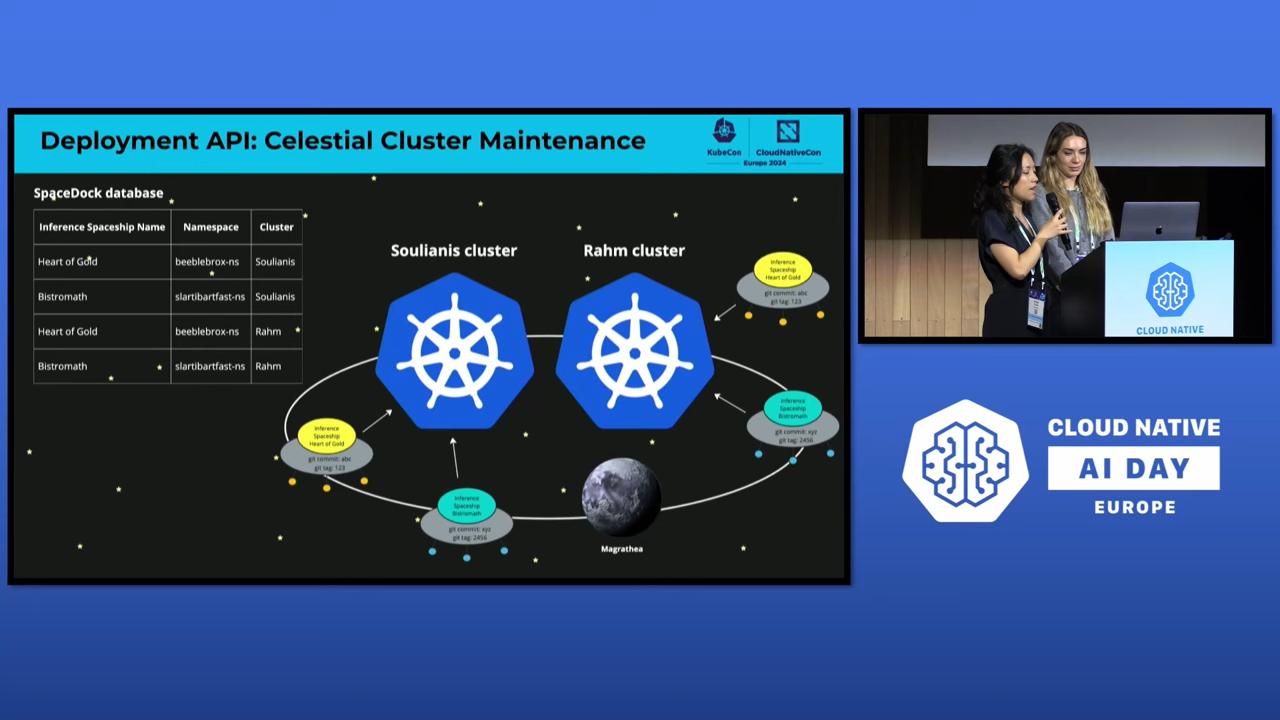 Deployment API: Celestial Cluster Maintenance
KubeCon
CloudNativeCon
Europe 2024
SpaceDock database
Inference Spaceship Name Namespace Cluster
Heart of Gold beeblebrox-ns Soulianis
Bistromath slartibartfast-ns Soulianis
Heart of Gold beeblebrox-ns Rahm
Bistromath slartibartfast-ns Rahm
Soulianis cluster
Rahm cluster
Inference
Spaceship
Heart of Gold
git commit: abc
git tag: 123
Inference
Spaceship
Bistromath
git commit: xyz
git tag: 2456
Inference
Spaceship
Heart of Gold
git commit: abc
git tag: 123
Inference
Spaceship
Bistromath
git commit: xyz
git tag: 2456
Magrathea
CLOUD NATIVE
CLOUD NATIVE
AI DAY
EUROPE